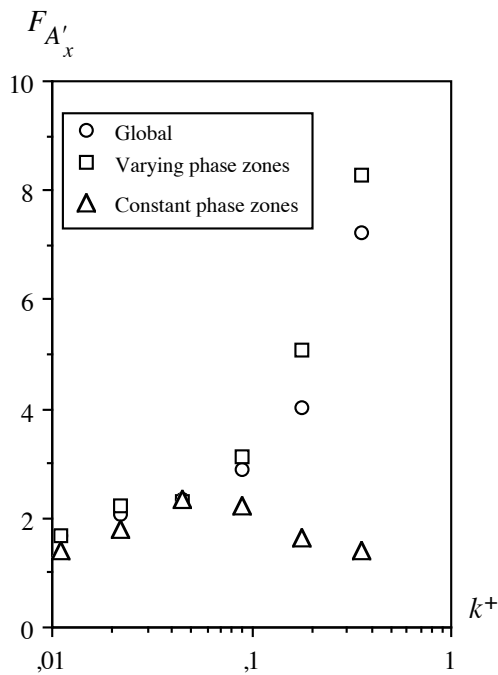 F_{A'_x}
10
Global
Varying phase zones
Constant phase zones
8
6
4
2
0
k+
,01
,1
1